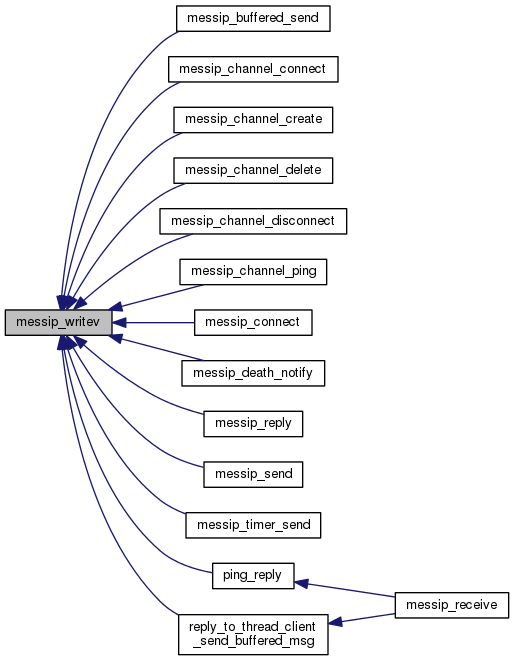 messip_buffered_send
messip_channel_connect
messip_channel_create
messip_channel_delete
messip_channel_disconnect
messip_channel_ping
messip_writev
messip_connect
messip_death_notify
messip_reply
messip_send
messip_timer_send
ping_reply
messip_receive
reply_to_thread_client
_send_buffered_msg